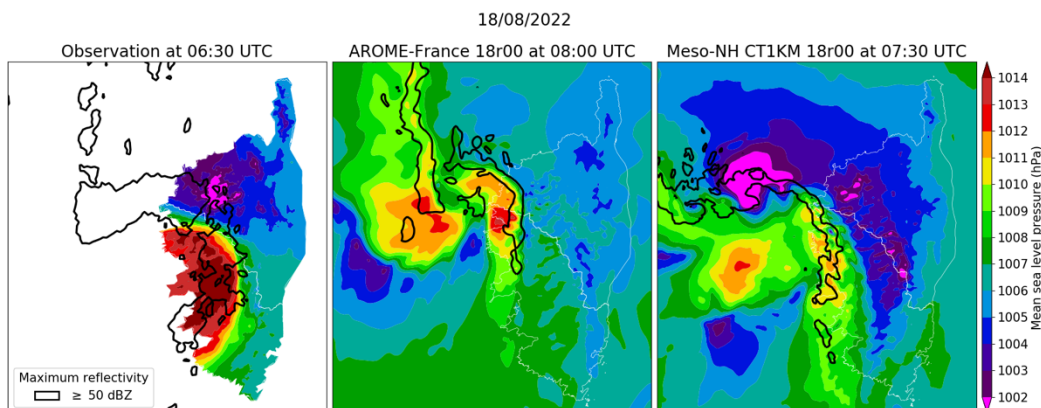 18/08/2022
Observation at 06:30 UTC
AROME-France 18r00 at 08:00 UTC
Meso-NH CT1KM 18r00 at 07:30 UTC
Maximum reflectivity
≥ 50 dBZ
1014
1013
1012
1011
1010
1009
1008
1007
1006
1005
1004
1003
1002
Mean sea level pressure (hPa)